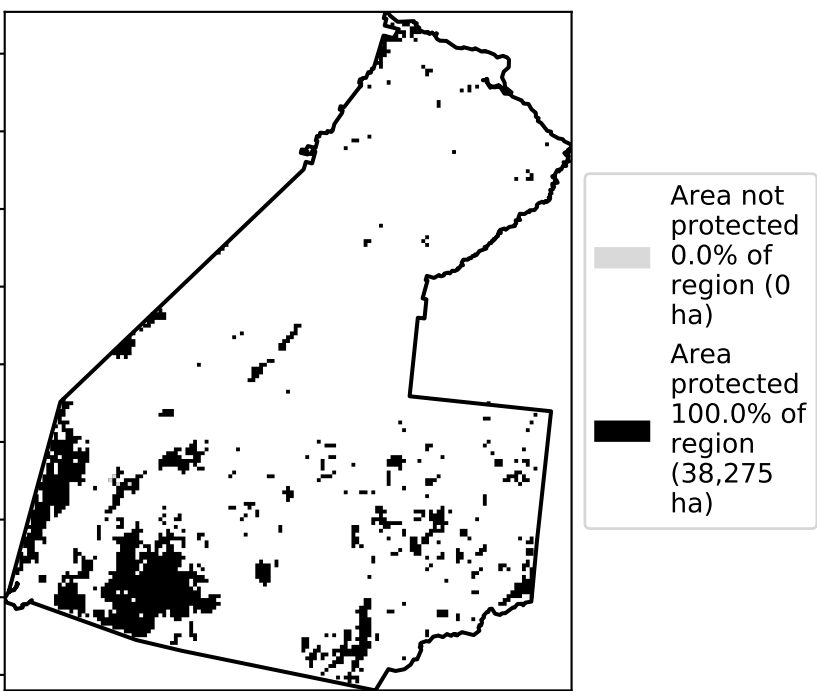 Area not
protected
0.0% of
region (0
ha)
Area
protected
100.0% of
region
(38,275
ha)